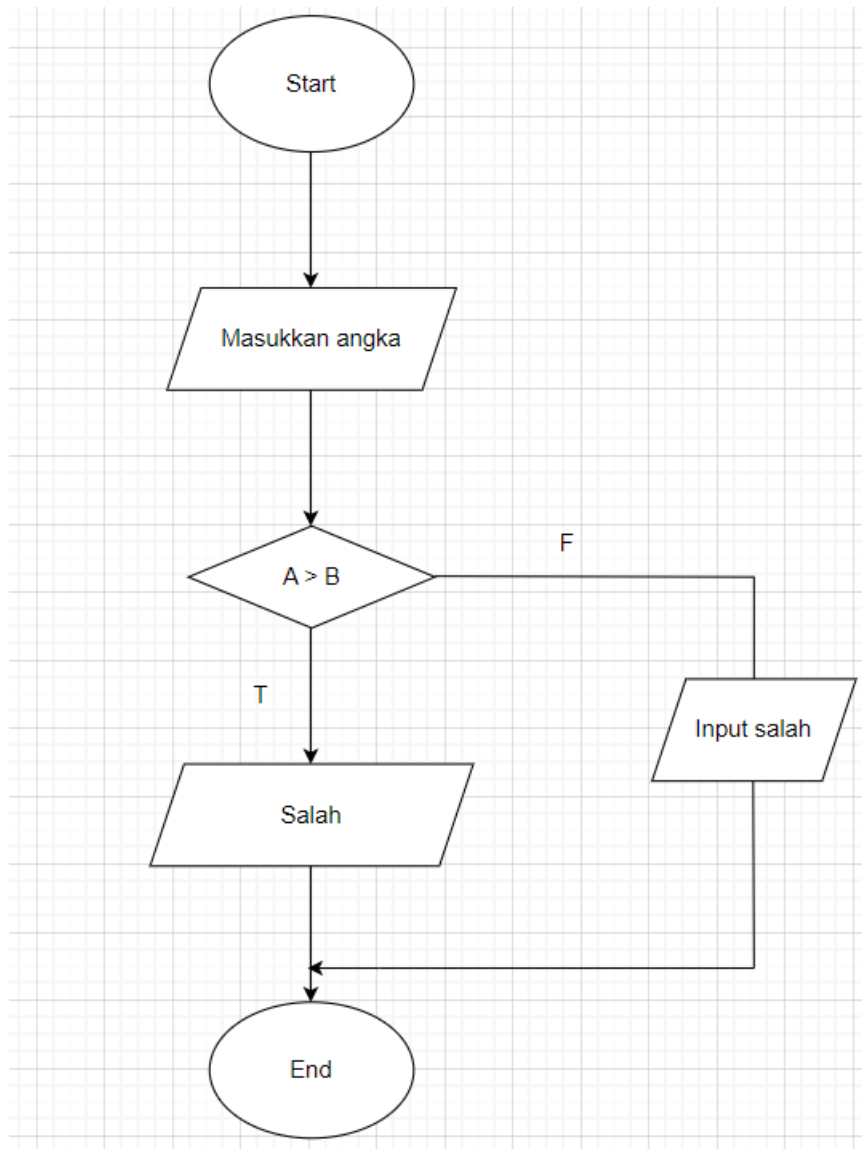 Start
Masukkan angka
A > B
F
T
Input salah
Salah
End